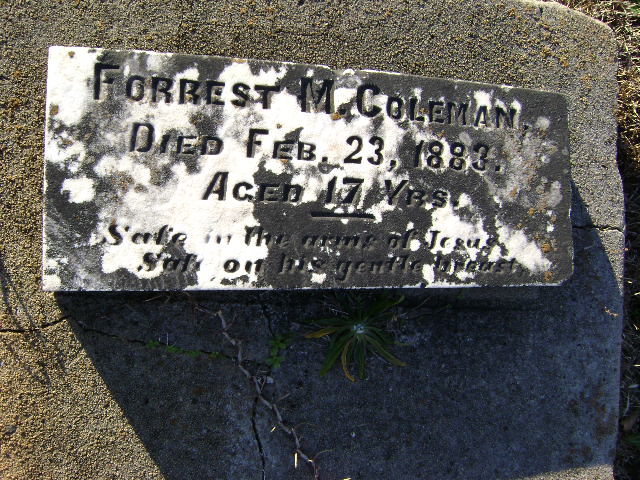 FORREST M. COLEMAN,
DIED FEB. 23, 1883.
AGED 17 YRS.
Safe in the arms of Jesus,
Safe on his gentle breast.